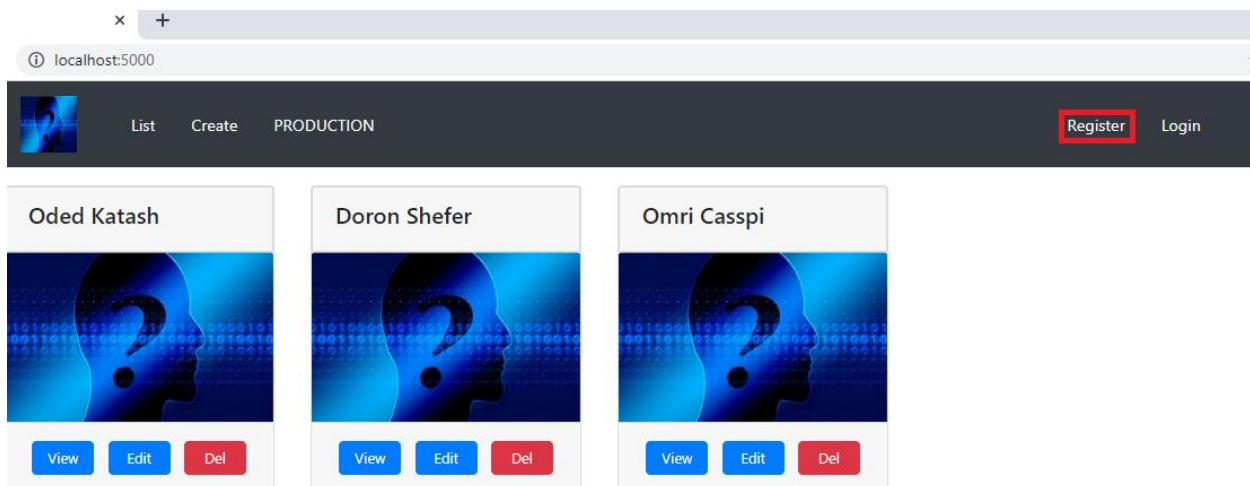 × +
localhost:5000
List Create PRODUCTION Register Login
Oded Katash Doron Shefer Omri Casspi
View Edit Del View Edit Del View Edit Del